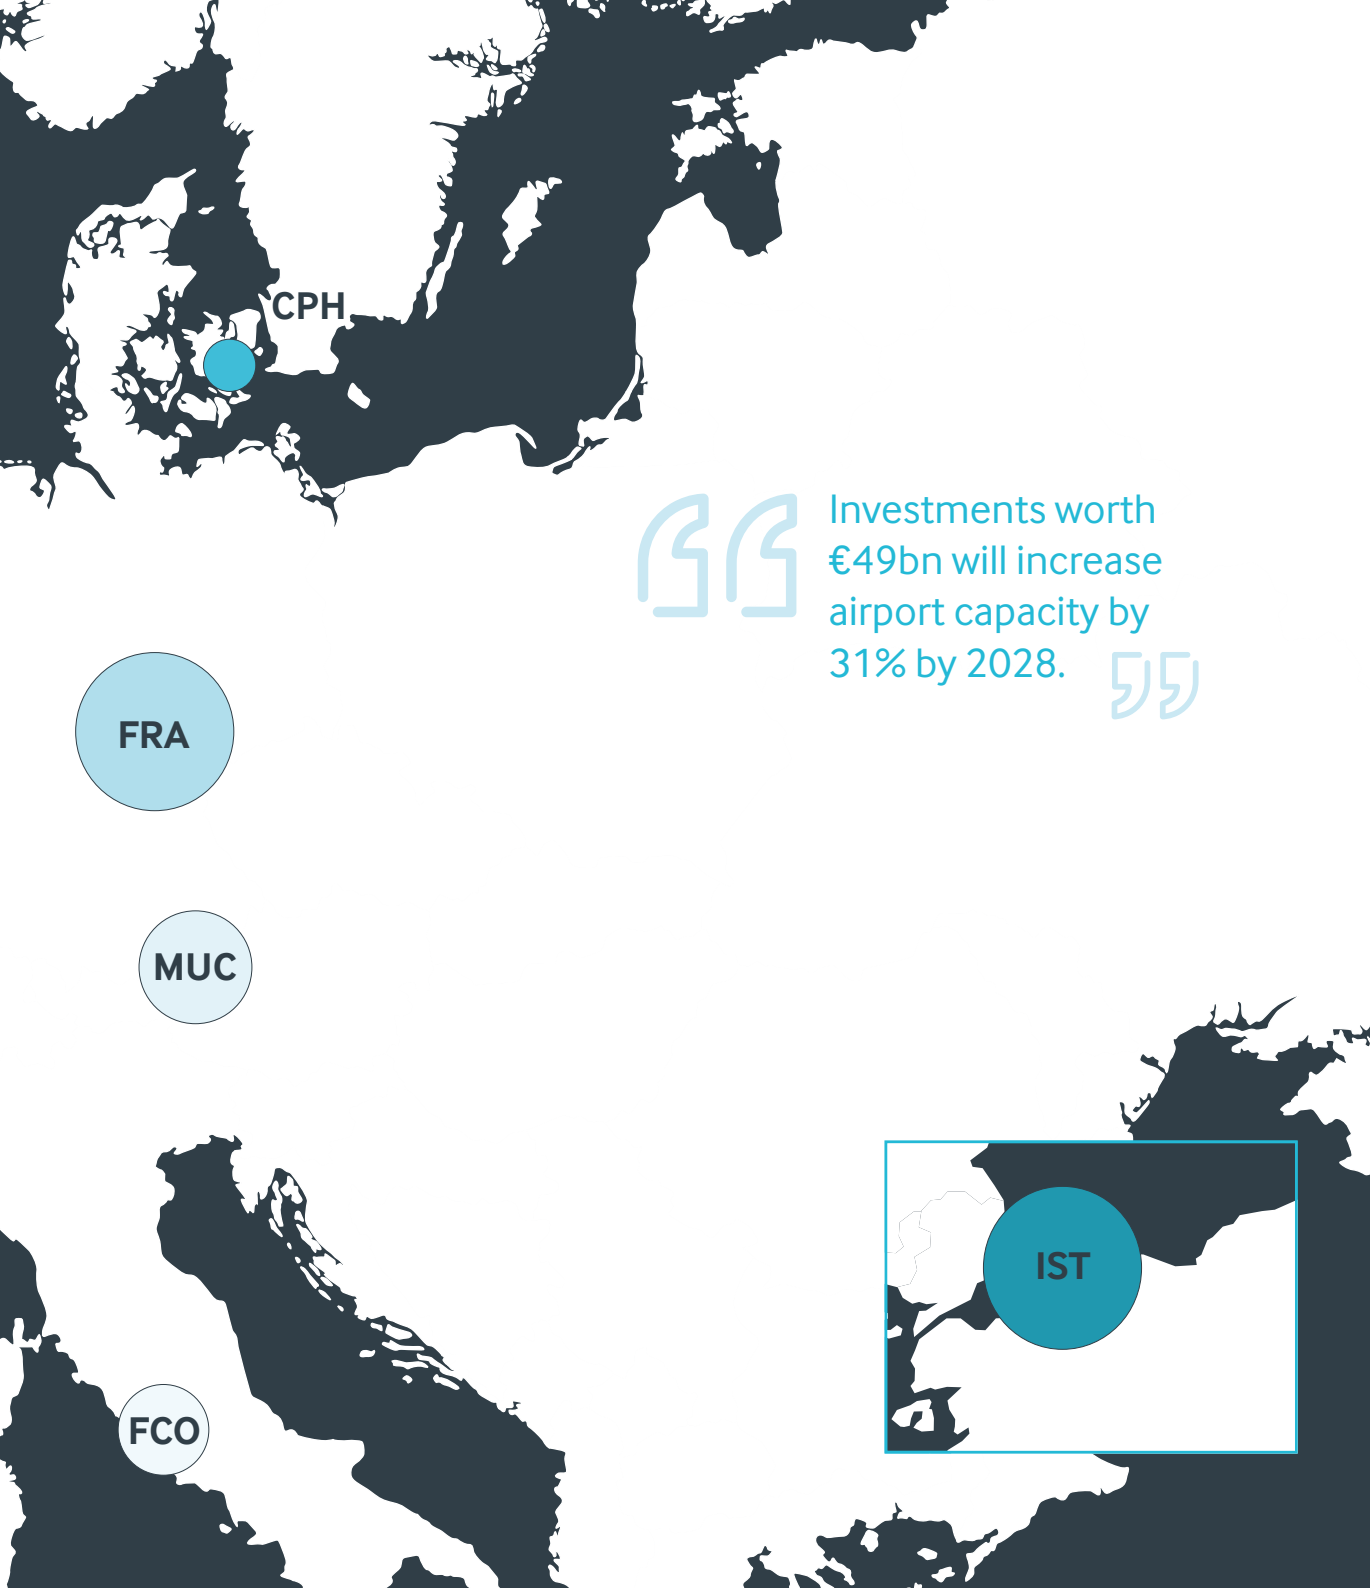 CPH
Investments worth
€49bn will increase
airport capacity by
31% by 2028.
FRA
MUC
IST
FCO